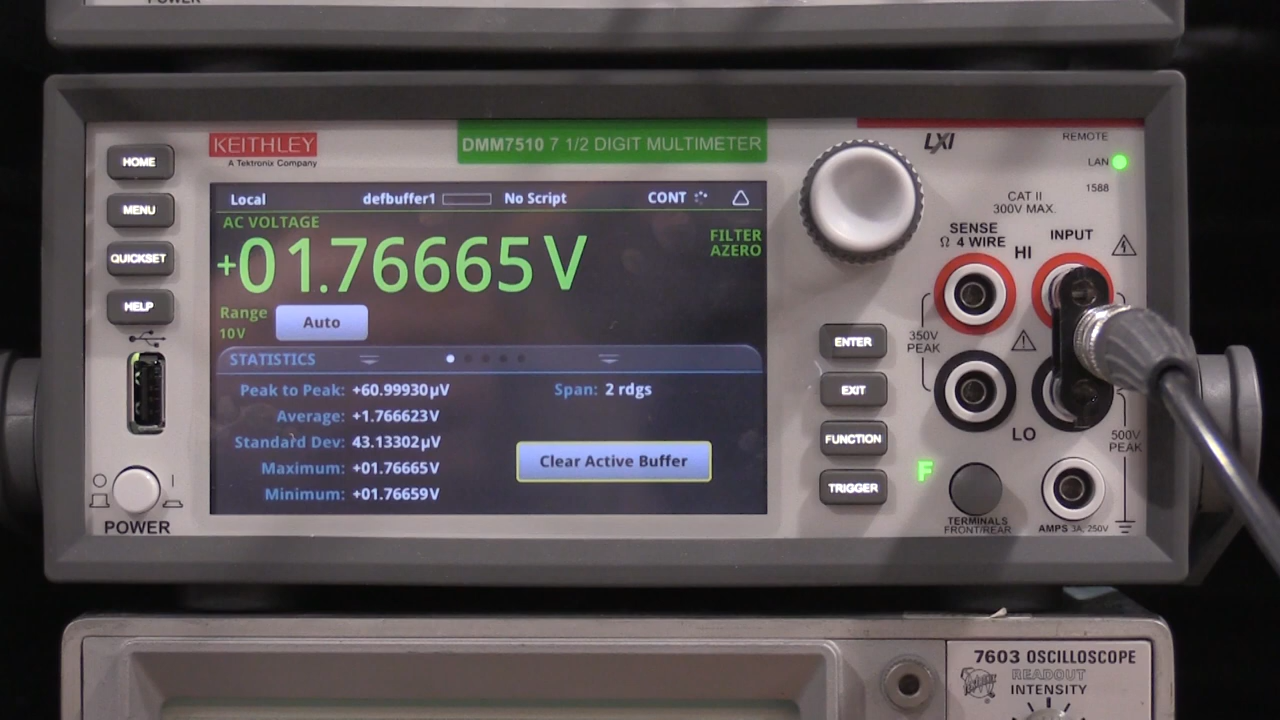 POWER
KEITHLEY
A Tektronix Company
DMM7510 7 1/2 DIGIT MULTIMETER
LXI
REMOTE
LAN
1588
HOME
MENU
QUICKSET
HELP
POWER
Local defbuffer1 No Script CONT
AC VOLTAGE
+01.76665V
FILTER
AZERO
Range
10V
Auto
STATISTICS
Peak to Peak: +60.99930µV Span: 2 rdgs
Average: +1.766623V
Standard Dev: 43.13302µV
Maximum: +01.76665V
Minimum: +01.76659V
Clear Active Buffer
ENTER
EXIT
FUNCTION
TRIGGER
CAT II
300V MAX.
SENSE
Ω 4 WIRE
INPUT
HI
350V
PEAK
LO
500V
PEAK
F
TERMINALS
FRONT/REAR
AMPS 3A, 250V
7603 OSCILLOSCOPE
READOUT
INTENSITY